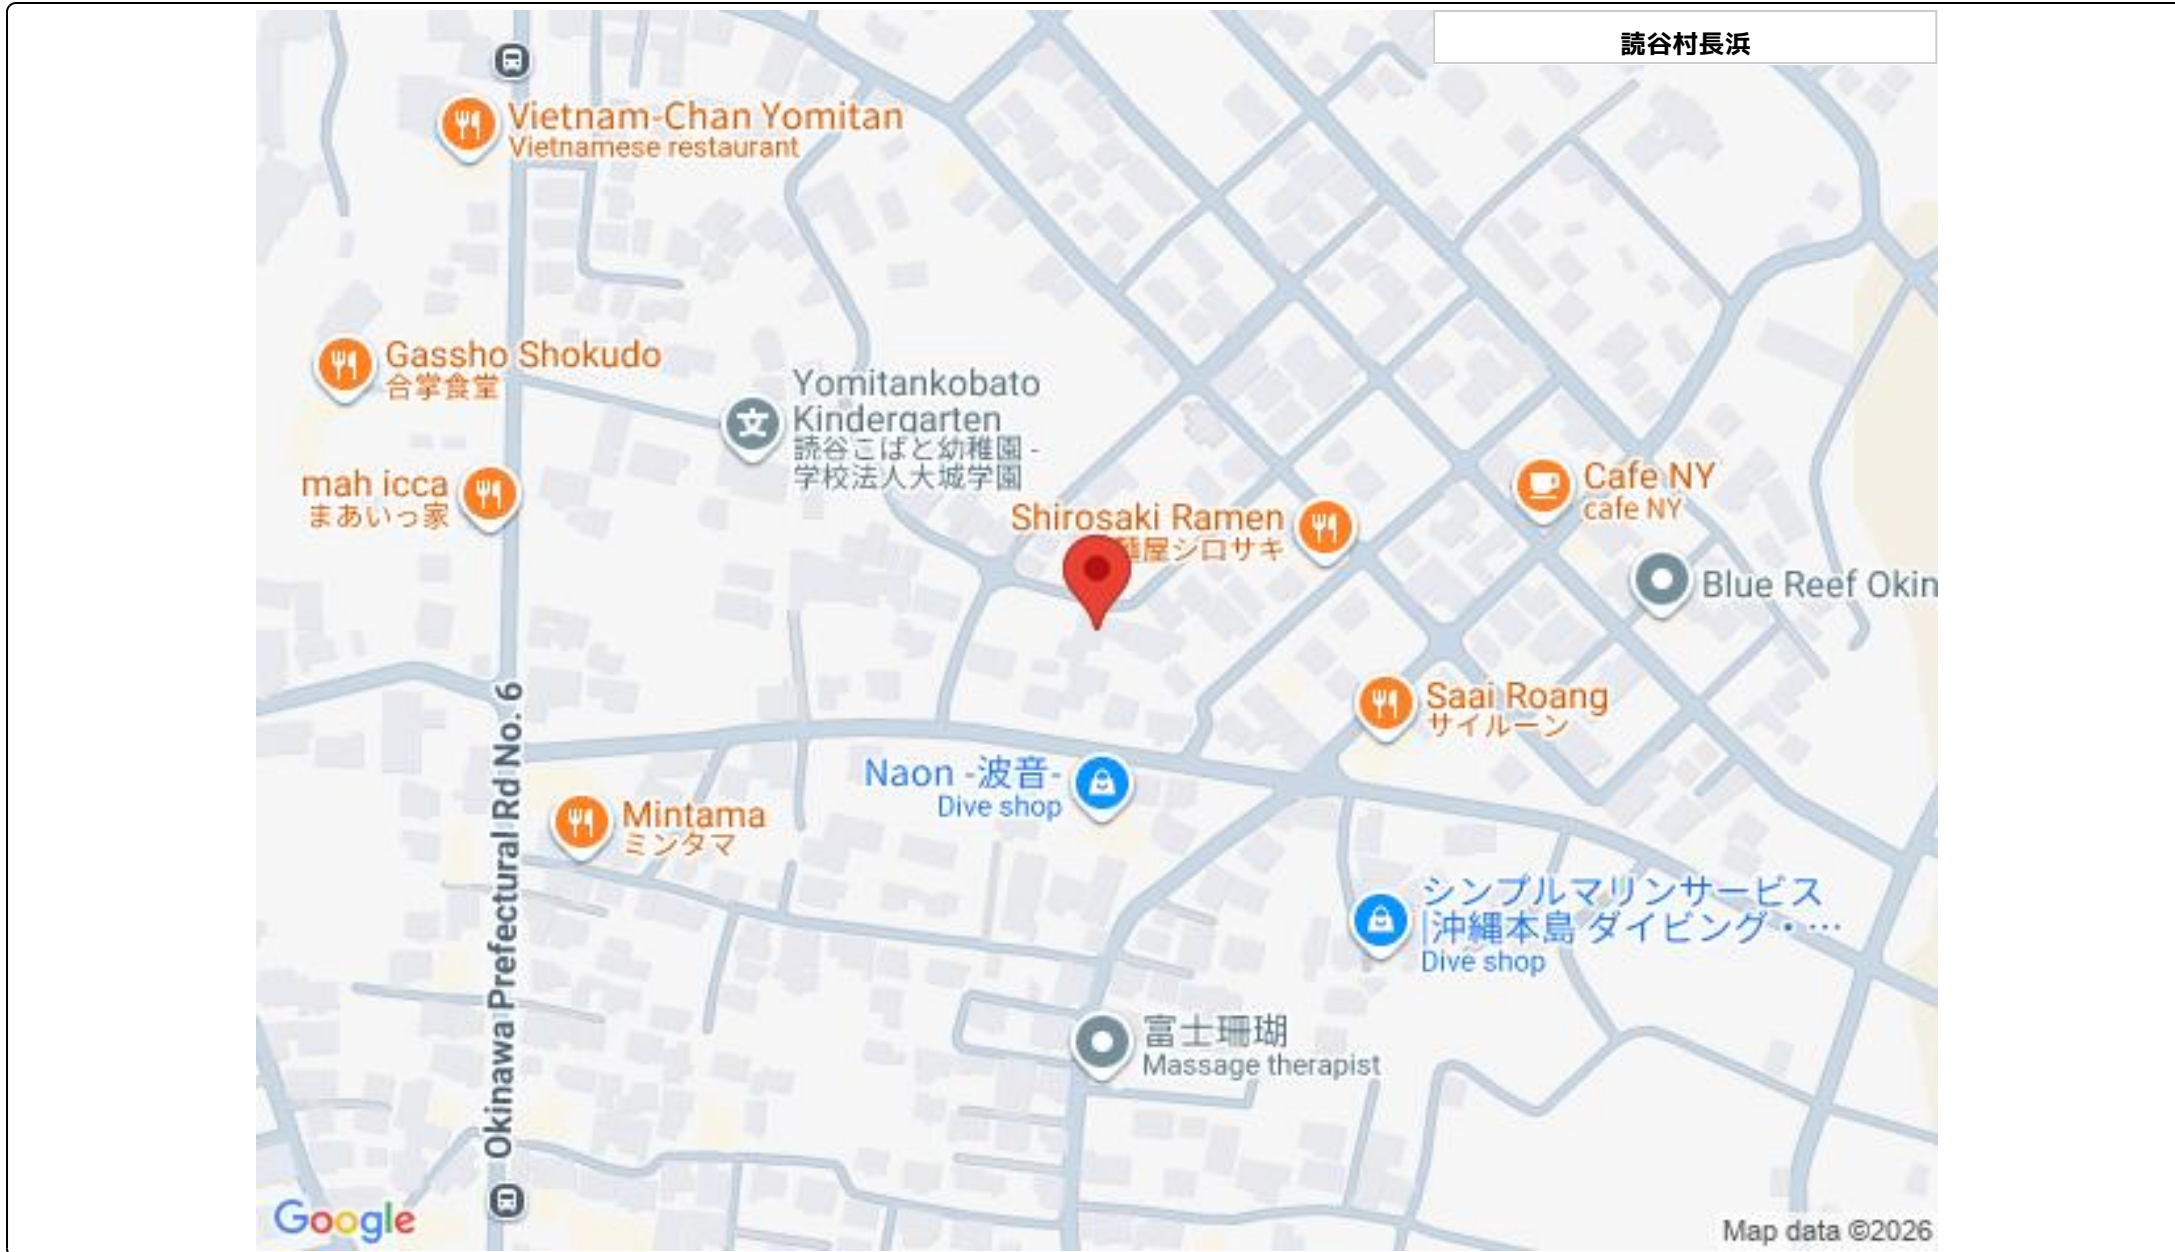 読谷村長浜
Vietnam-Chan Yomitan
Vietnamese restaurant
Gassho Shokudo
合掌食堂
Yomitankobato
Kindergarten
読谷こばと幼稚園 -
学校法人大城学園
mah icca
まあいっ家
Shirosaki Ramen
麺屋シロサキ
Cafe NY
cafe NY
Blue Reef Okin
Saai Roang
サイルーン
Okinawa Prefectural Rd No. 6
Naon -波音-
Dive shop
Mintama
ミンタマ
シンプルマリンサービス
|沖縄本島 ダイビング・…
Dive shop
富士珊瑚
Massage therapist
Google
Map data ©2026